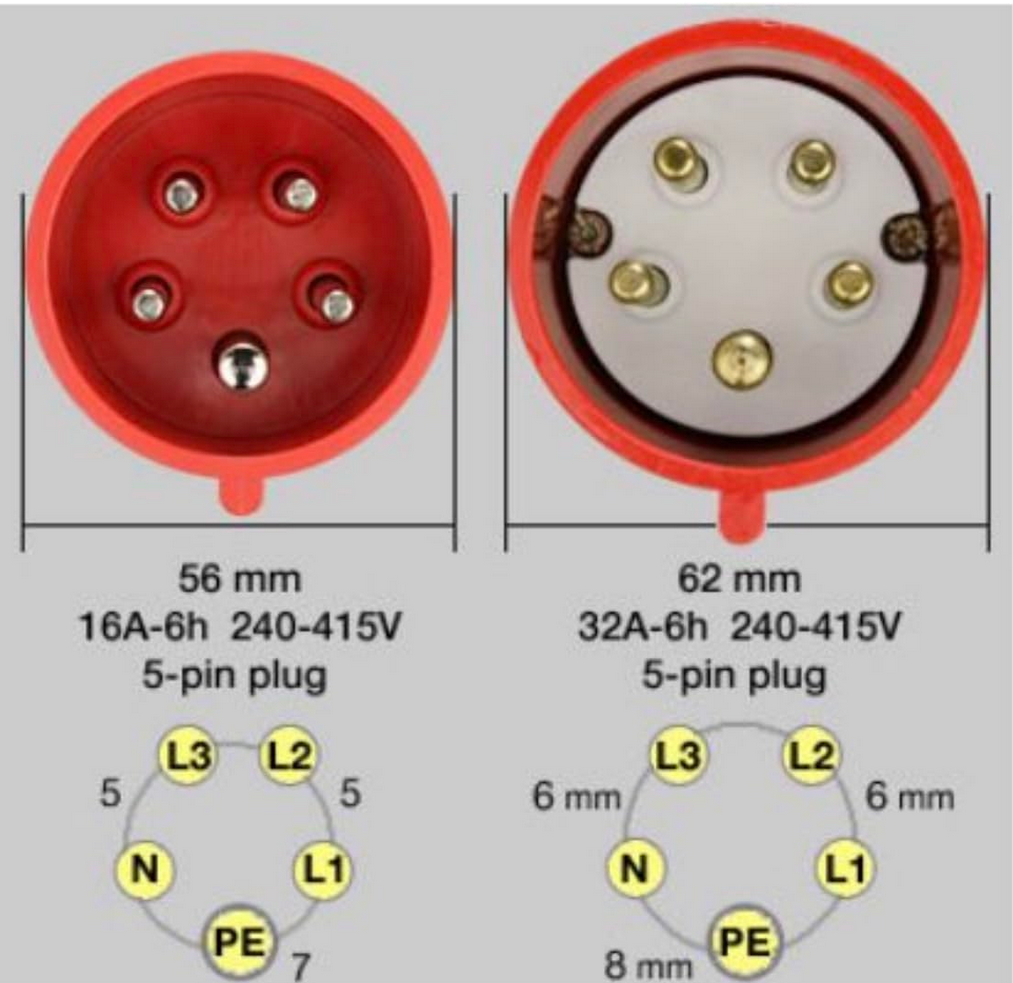 56 mm
16A-6h 240-415V
5-pin plug
L3 L2
5 5
N L1
PE
7
62 mm
32A-6h 240-415V
5-pin plug
L3 L2
6 mm 6 mm
N L1
PE
8 mm